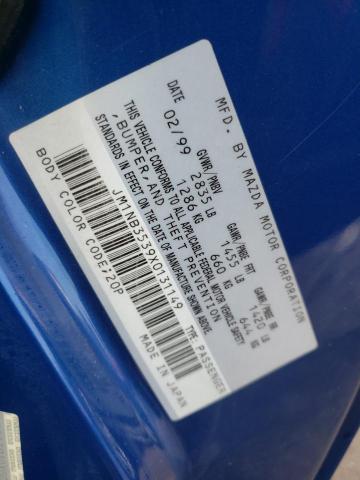 MFD. BY MAZDA MOTOR CORPORATION
DATE GVWR/PNBV GAWR/PNBE FRT GAWR/PNBE RR
02/99 2835 LB 1455 LB 1420 LB
1286 KG 660 KG 644 KG
THIS VEHICLE CONFORMS TO ALL APPLICABLE FEDERAL MOTOR VEHICLE SAFETY
, BUMPER, AND THEFT PREVENTION
STANDARDS IN EFFECT ON THE DATE OF MANUFACTURE SHOWN ABOVE.
JM1NB3539X0131149 TYPE: PASSENGER
BODY COLOR CODE; 20P MADE IN JAPAN